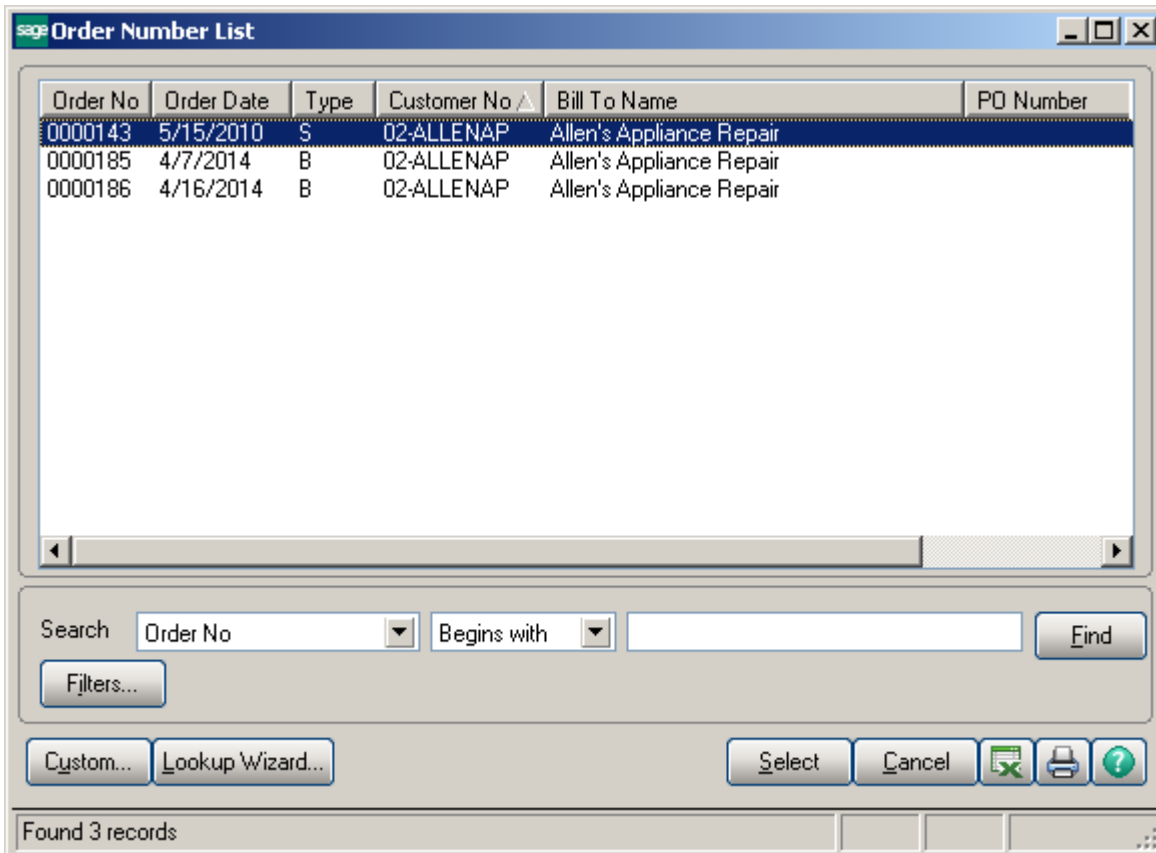 sage Order Number List
Order No Order Date Type Customer No Bill To Name PO Number
0000143 5/15/2010 S 02-ALLENAP Allen's Appliance Repair
0000185 4/7/2014 B 02-ALLENAP Allen's Appliance Repair
0000186 4/16/2014 B 02-ALLENAP Allen's Appliance Repair
Search Order No Begins with Find
Filters...
Custom... Lookup Wizard... Select Cancel ?
Found 3 records